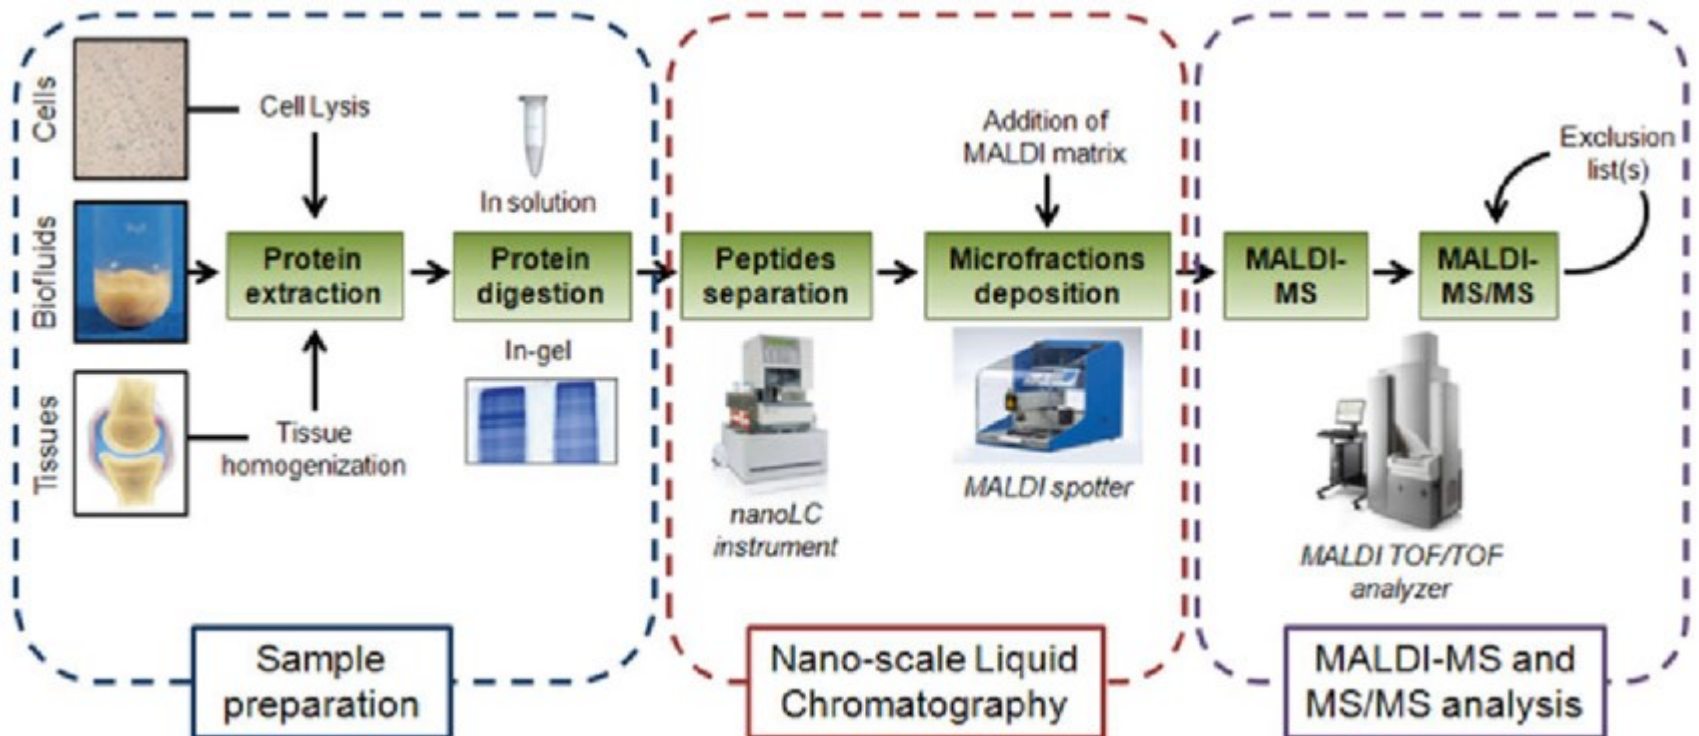 Cells
Cell Lysis
In solution
Biofluids
Protein
extraction
Protein
digestion
In-gel
Tissues
Tissue
homogenization
Sample
preparation
Addition of
MALDI matrix
Peptides
separation
Microfractions
deposition
nanoLC
instrument
MALDI spotter
Nano-scale Liquid
Chromatography
Exclusion
list(s)
MALDI-
MS
MALDI-
MS/MS
MALDI TOF/TOF
analyzer
MALDI-MS and
MS/MS analysis